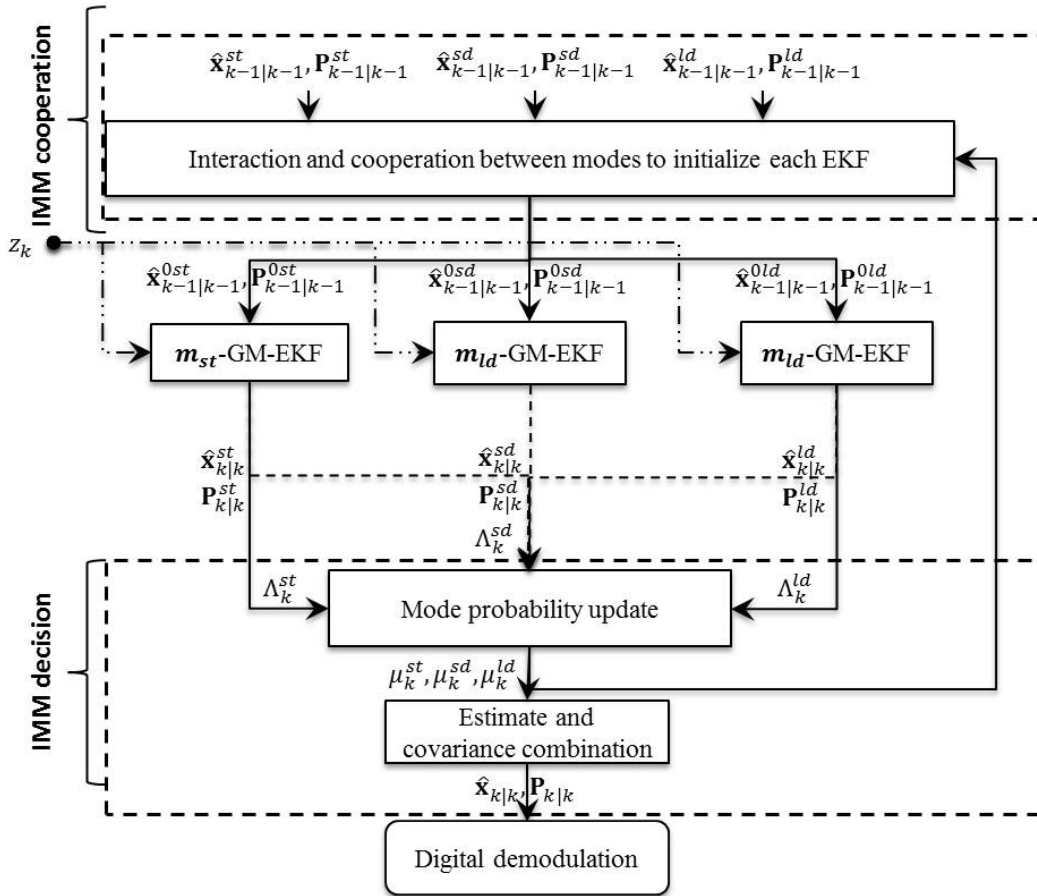 IMM cooperation
x̂^{st}_{k-1|k-1}, P^{st}_{k-1|k-1} x̂^{sd}_{k-1|k-1}, P^{sd}_{k-1|k-1} x̂^{ld}_{k-1|k-1}, P^{ld}_{k-1|k-1}
Interaction and cooperation between modes to initialize each EKF
z_k
x̂^{0st}_{k-1|k-1}, P^{0st}_{k-1|k-1} x̂^{0sd}_{k-1|k-1}, P^{0sd}_{k-1|k-1} x̂^{0ld}_{k-1|k-1}, P^{0ld}_{k-1|k-1}
m_{st}-GM-EKF m_{ld}-GM-EKF m_{ld}-GM-EKF
x̂^{st}_{k|k} x̂^{sd}_{k|k} x̂^{ld}_{k|k}
P^{st}_{k|k} P^{sd}_{k|k} P^{ld}_{k|k}
Λ^{sd}_k
IMM decision
Λ^{st}_k Λ^{ld}_k
Mode probability update
μ^{st}_k, μ^{sd}_k, μ^{ld}_k
Estimate and
covariance combination
x̂_{k|k}, P_{k|k}
Digital demodulation